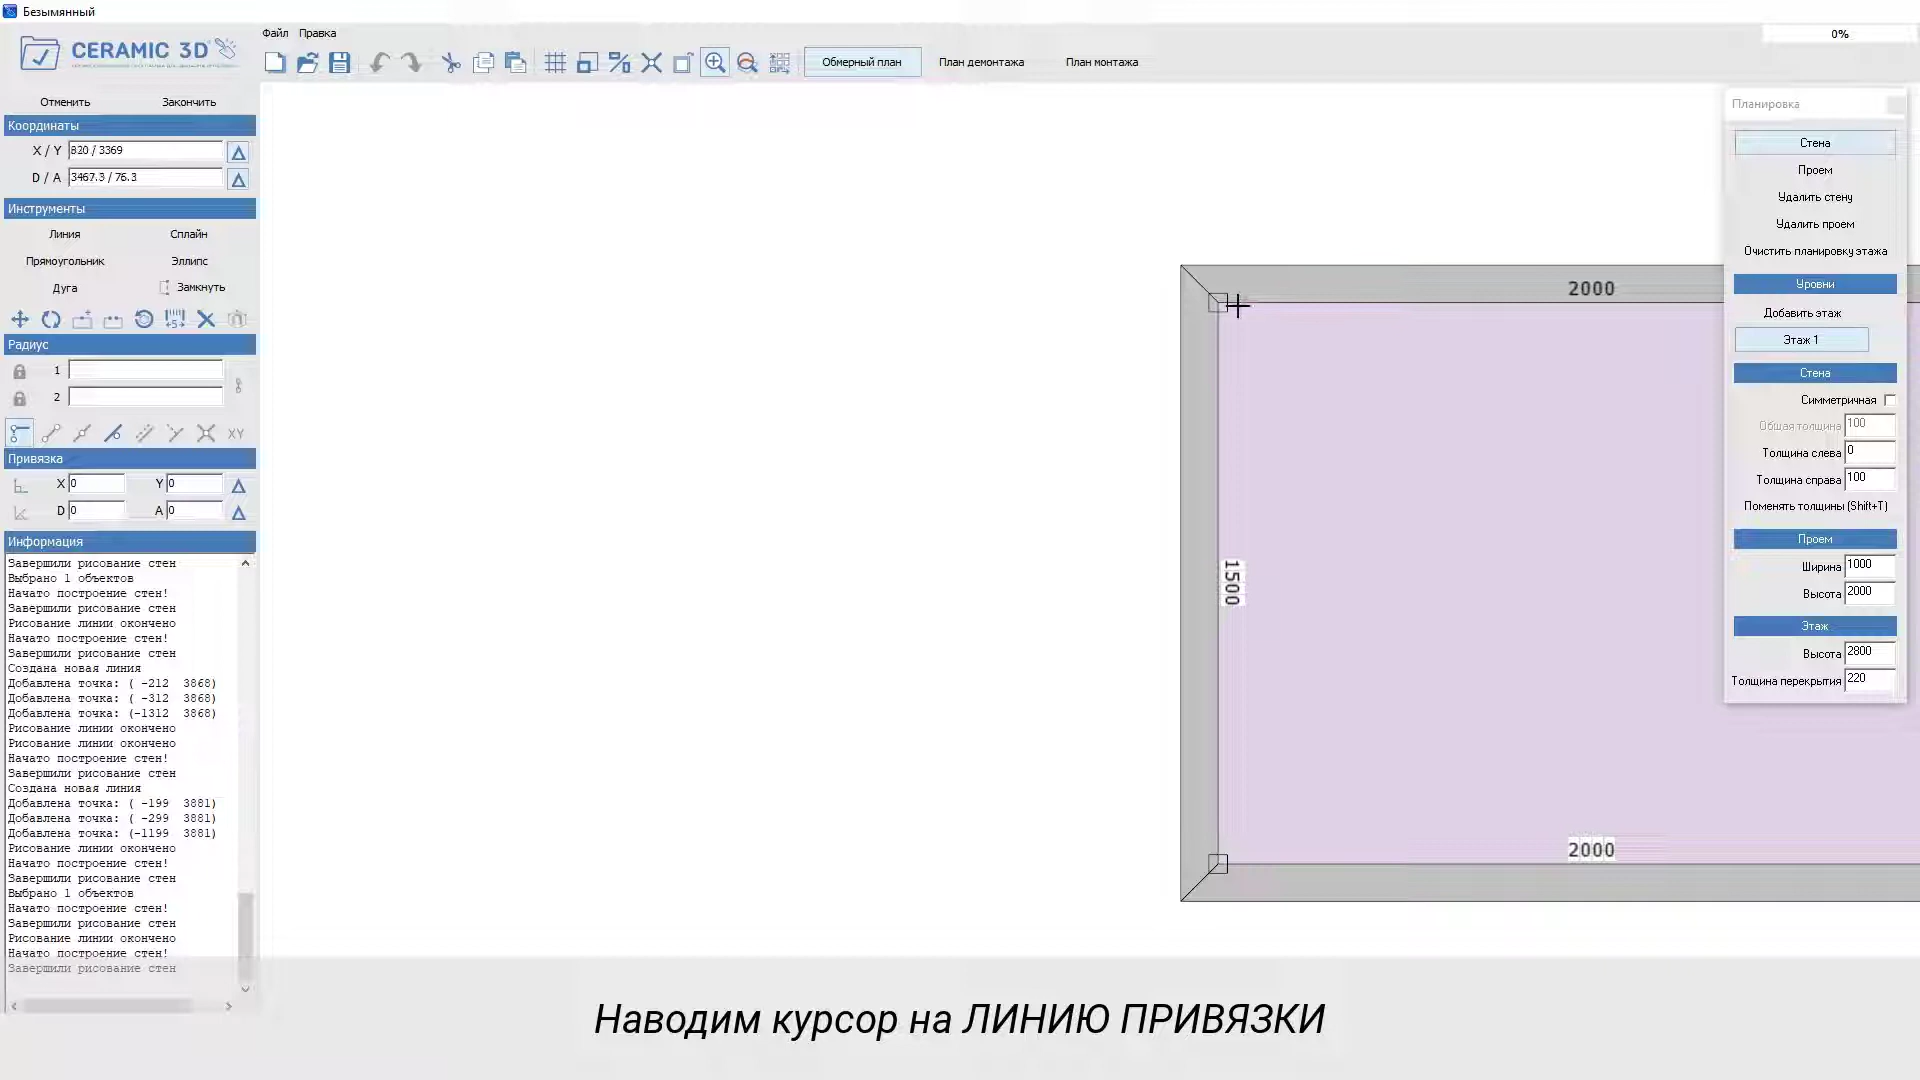 Безымянный
CERAMIC 3D
Файл Правка
Обмерный план План демонтажа План монтажа
0%
Отменить Закончить
Координаты
X / Y 820 / 3369
D / A 3467.3 / 76.3
Инструменты
Линия Сплайн
Прямоугольник Эллипс
Дуга Замкнуть
Радиус
1
2
XY
Привязка
X 0 Y 0
D 0 A 0
Информация
Завершили рисование стен
Выбрано 1 объектов
Начато построение стен!
Завершили рисование стен
Рисование линии окончено
Начато построение стен!
Завершили рисование стен
Создана новая линия
Добавлена точка: ( -212 3868)
Добавлена точка: ( -312 3868)
Добавлена точка: (-1312 3868)
Рисование линии окончено
Рисование линии окончено
Начато построение стен!
Завершили рисование стен
Создана новая линия
Добавлена точка: ( -199 3881)
Добавлена точка: ( -299 3881)
Добавлена точка: (-1199 3881)
Рисование линии окончено
Начато построение стен!
Завершили рисование стен
Выбрано 1 объектов
Начато построение стен!
Завершили рисование стен
Рисование линии окончено
Начато построение стен!
Завершили рисование стен
2000
1500
2000
Планировка
Стена
Проем
Удалить стену
Удалить проем
Очистить планировку этажа
Уровни
Добавить этаж
Этаж 1
Стена
Симметричная
Общая толщина 100
Толщина слева 0
Толщина справа 100
Поменять толщины (Shift+T)
Проем
Ширина 1000
Высота 2000
Этаж
Высота 2800
Толщина перекрытия 220
Наводим курсор на ЛИНИЮ ПРИВЯЗКИ